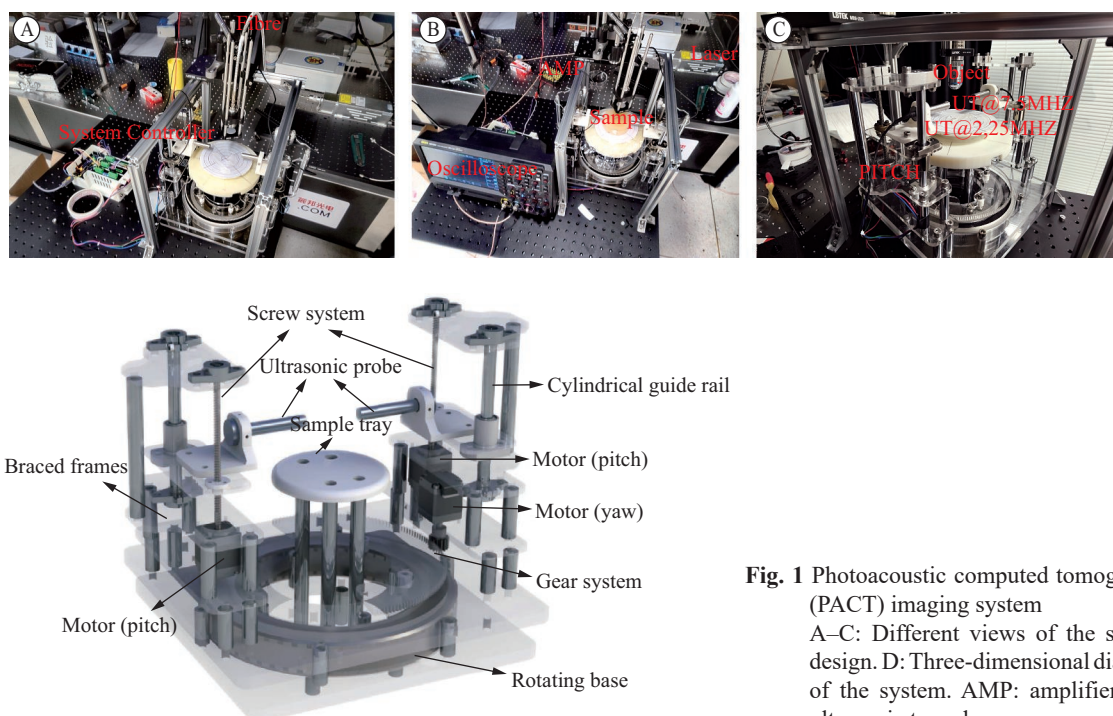 A
Fibre
System Controller
.COM
B
AMP
Laser
Sample
Oscilloscope
C
Object
UT@7,5MHZ
UT@2,25MHZ
PITCH
Screw system
Ultrasonic probe
Cylindrical guide rail
Sample tray
Braced frames
Motor (pitch)
Motor (yaw)
Gear system
Motor (pitch)
Rotating base
Fig. 1 Photoacoustic computed tomog
(PACT) imaging system
A–C: Different views of the s
design. D: Three-dimensional dia
of the system. AMP: amplifier